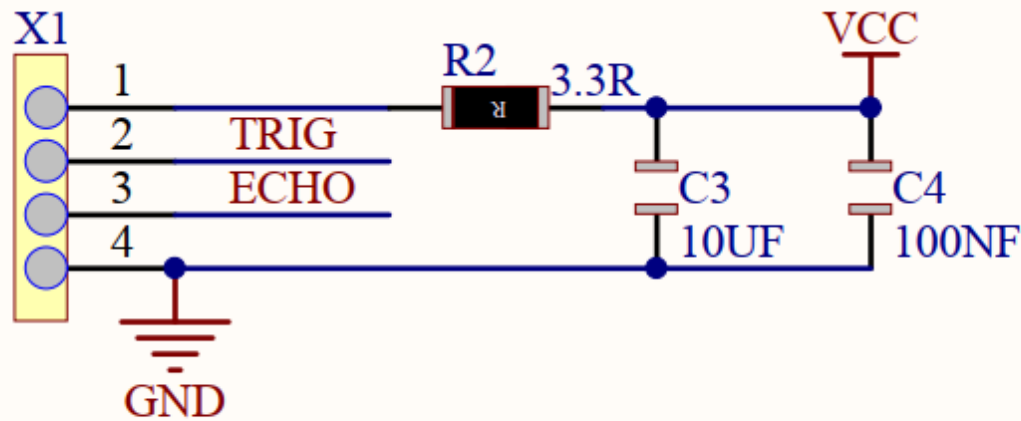 X1
VCC
1
R2
3.3R
R
2
TRIG
3
ECHO
C3
C4
4
10UF
100NF
GND